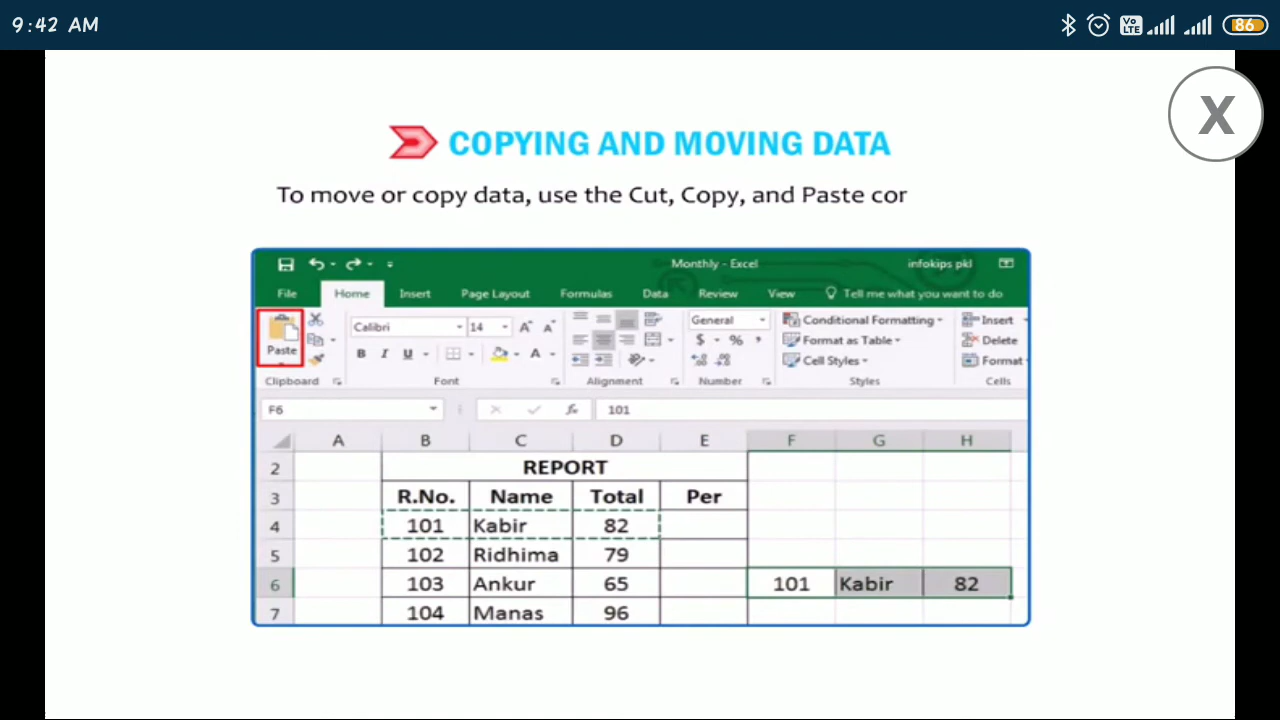 9:42 AM
Vo LTE
86
X
COPYING AND MOVING DATA
To move or copy data, use the Cut, Copy, and Paste cor
Monthly - Excel
infokips pkl
File Home Insert Page Layout Formulas Data Review View Tell me what you want to do
Paste
Calibri 14 A A
B I U A
General
$ % ,
Conditional Formatting
Format as Table
Cell Styles
Insert
Delete
Format
Clipboard Font Alignment Number Styles Cells
F6 fx 101
A B C D E F G H
2 REPORT
3 R.No. Name Total Per
4 101 Kabir 82
5 102 Ridhima 79
6 103 Ankur 65 101 Kabir 82
7 104 Manas 96